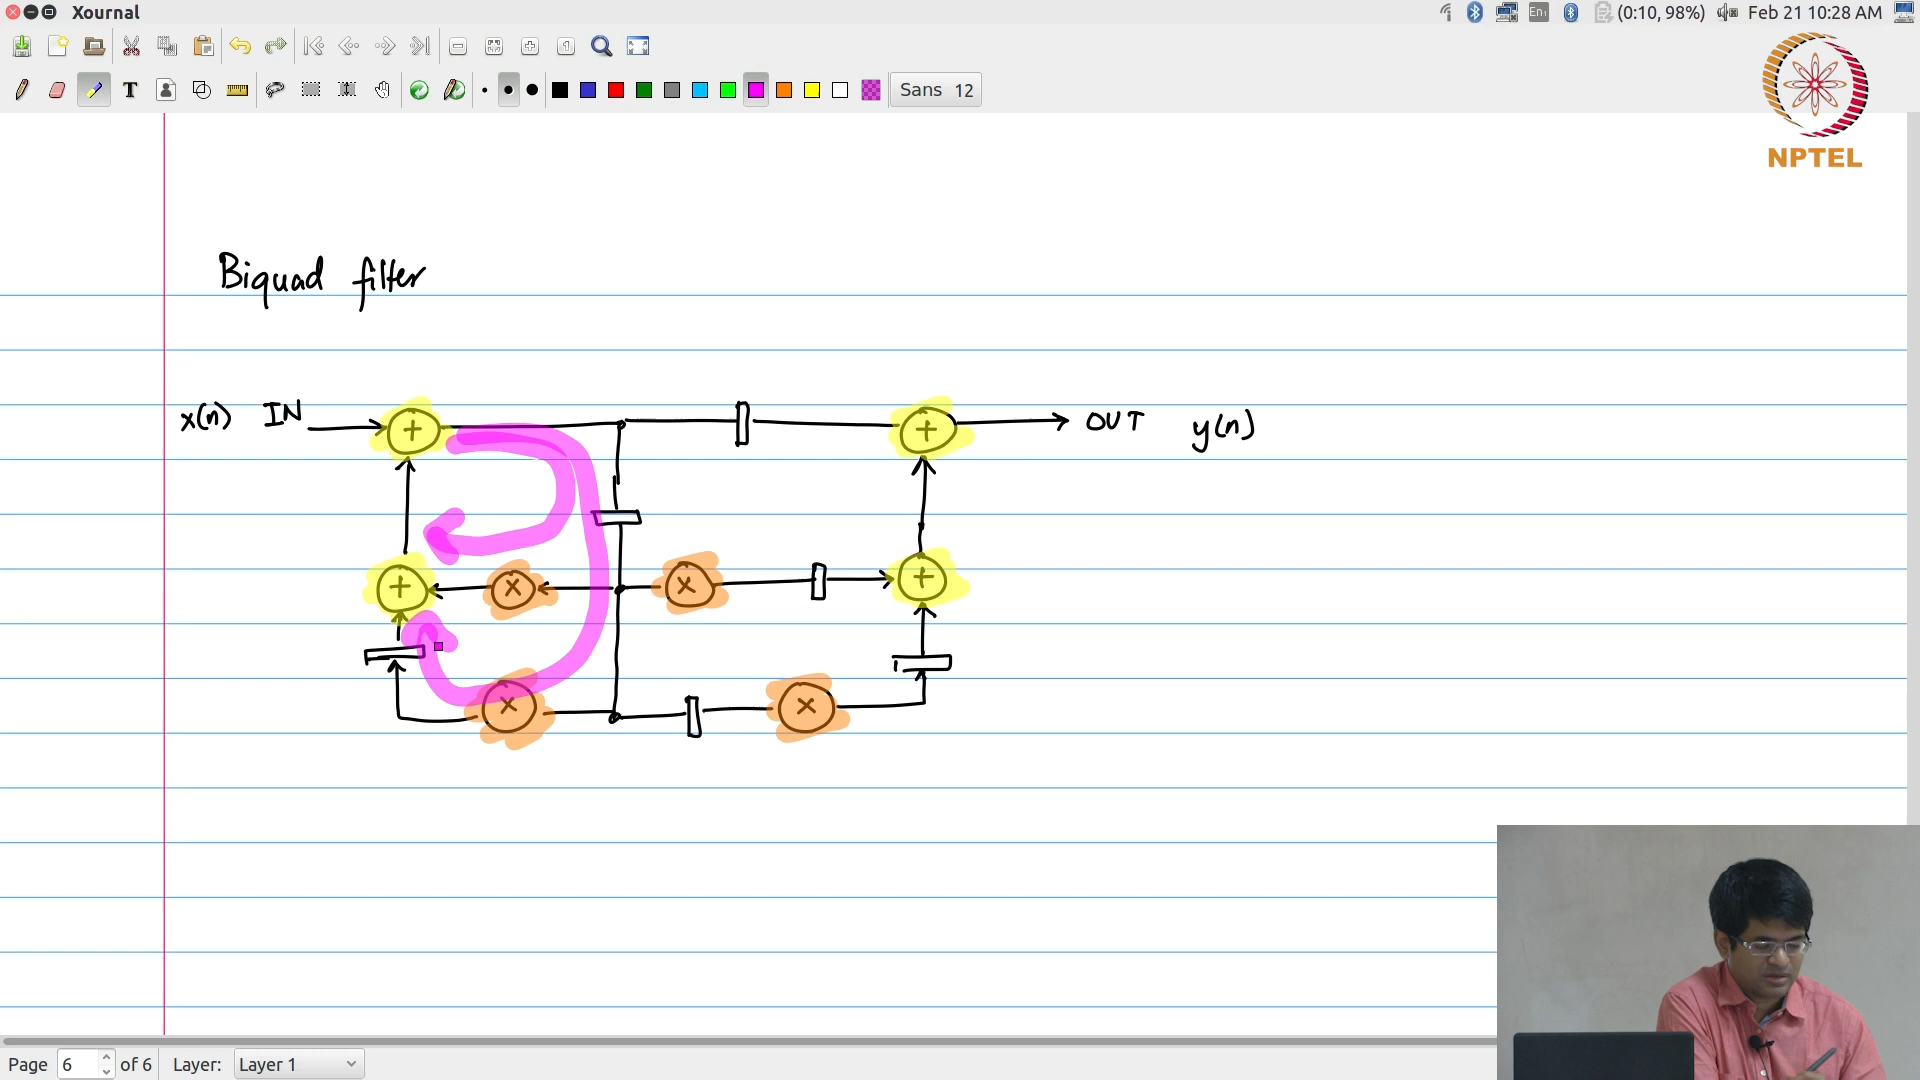 Xournal
En1
(0:10, 98%)
Feb 21 10:28 AM
T
Sans 12
NPTEL
Biquad filter
x(n) IN + + OUT y(n)
+ × × +
× ×
Page 6 of 6 Layer: Layer 1